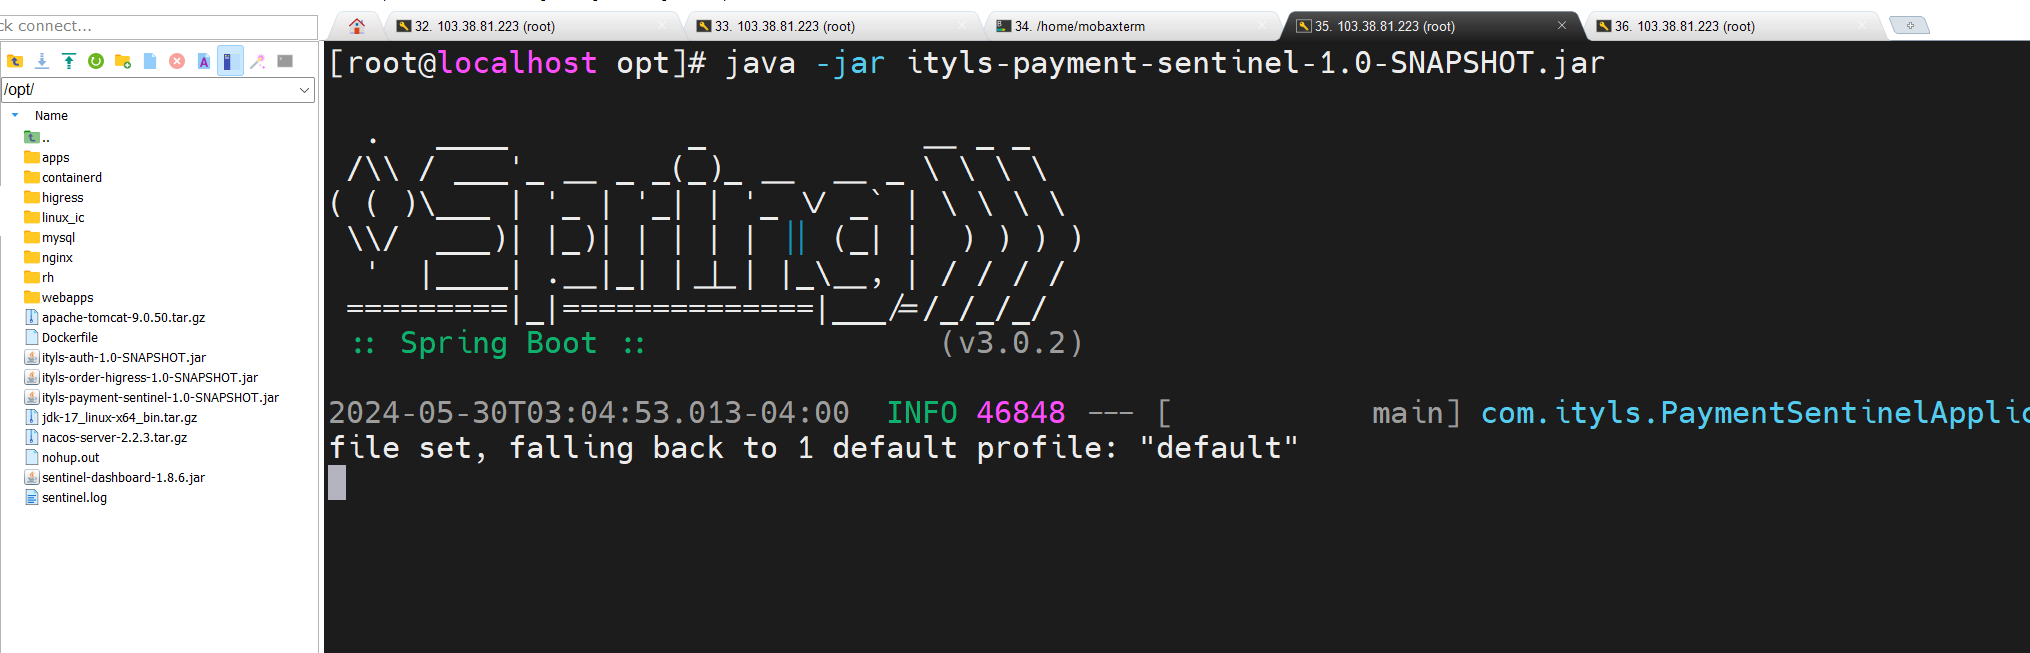 ck connect...
32. 103.38.81.223 (root)
33. 103.38.81.223 (root)
34. /home/mobaxterm
35. 103.38.81.223 (root)
36. 103.38.81.223 (root)
/opt/
Name
..
apps
containerd
higress
linux_ic
mysql
nginx
rh
webapps
apache-tomcat-9.0.50.tar.gz
Dockerfile
ityls-auth-1.0-SNAPSHOT.jar
ityls-order-higress-1.0-SNAPSHOT.jar
ityls-payment-sentinel-1.0-SNAPSHOT.jar
jdk-17_linux-x64_bin.tar.gz
nacos-server-2.2.3.tar.gz
nohup.out
sentinel-dashboard-1.8.6.jar
sentinel.log
[root@localhost opt]# java -jar ityls-payment-sentinel-1.0-SNAPSHOT.jar
Spring
:: Spring Boot :: (v3.0.2)
2024-05-30T03:04:53.013-04:00 INFO 46848 --- [ main] com.ityls.PaymentSentinelApplic
file set, falling back to 1 default profile: "default"